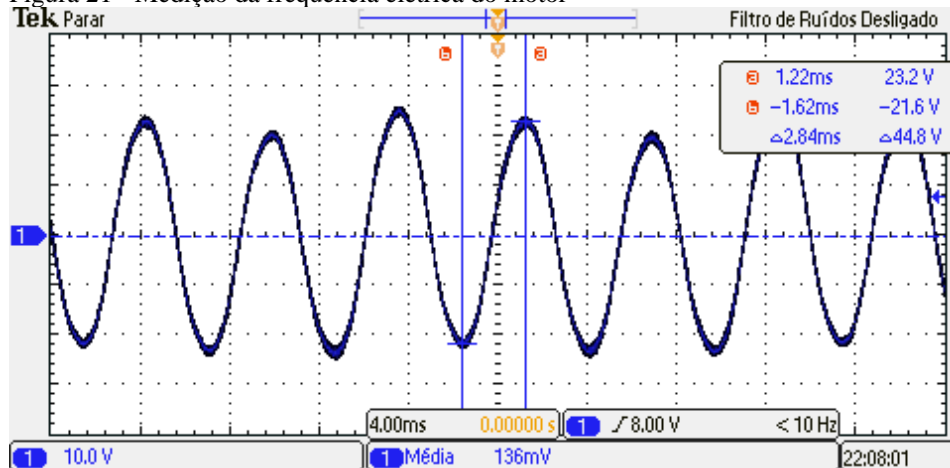 Figura 21 - Medição da frequência elétrica do motor
Tek Parar
Filtro de Ruídos Desligado
T
T
b
a
a 1.22ms 23.2 V
b -1.62ms -21.6 V
△2.84ms △44.8 V
1
4.00ms 0.00000 s
1 ∫ 8.00 V < 10 Hz
1 10.0 V
1 Média 136mV
22:08:01